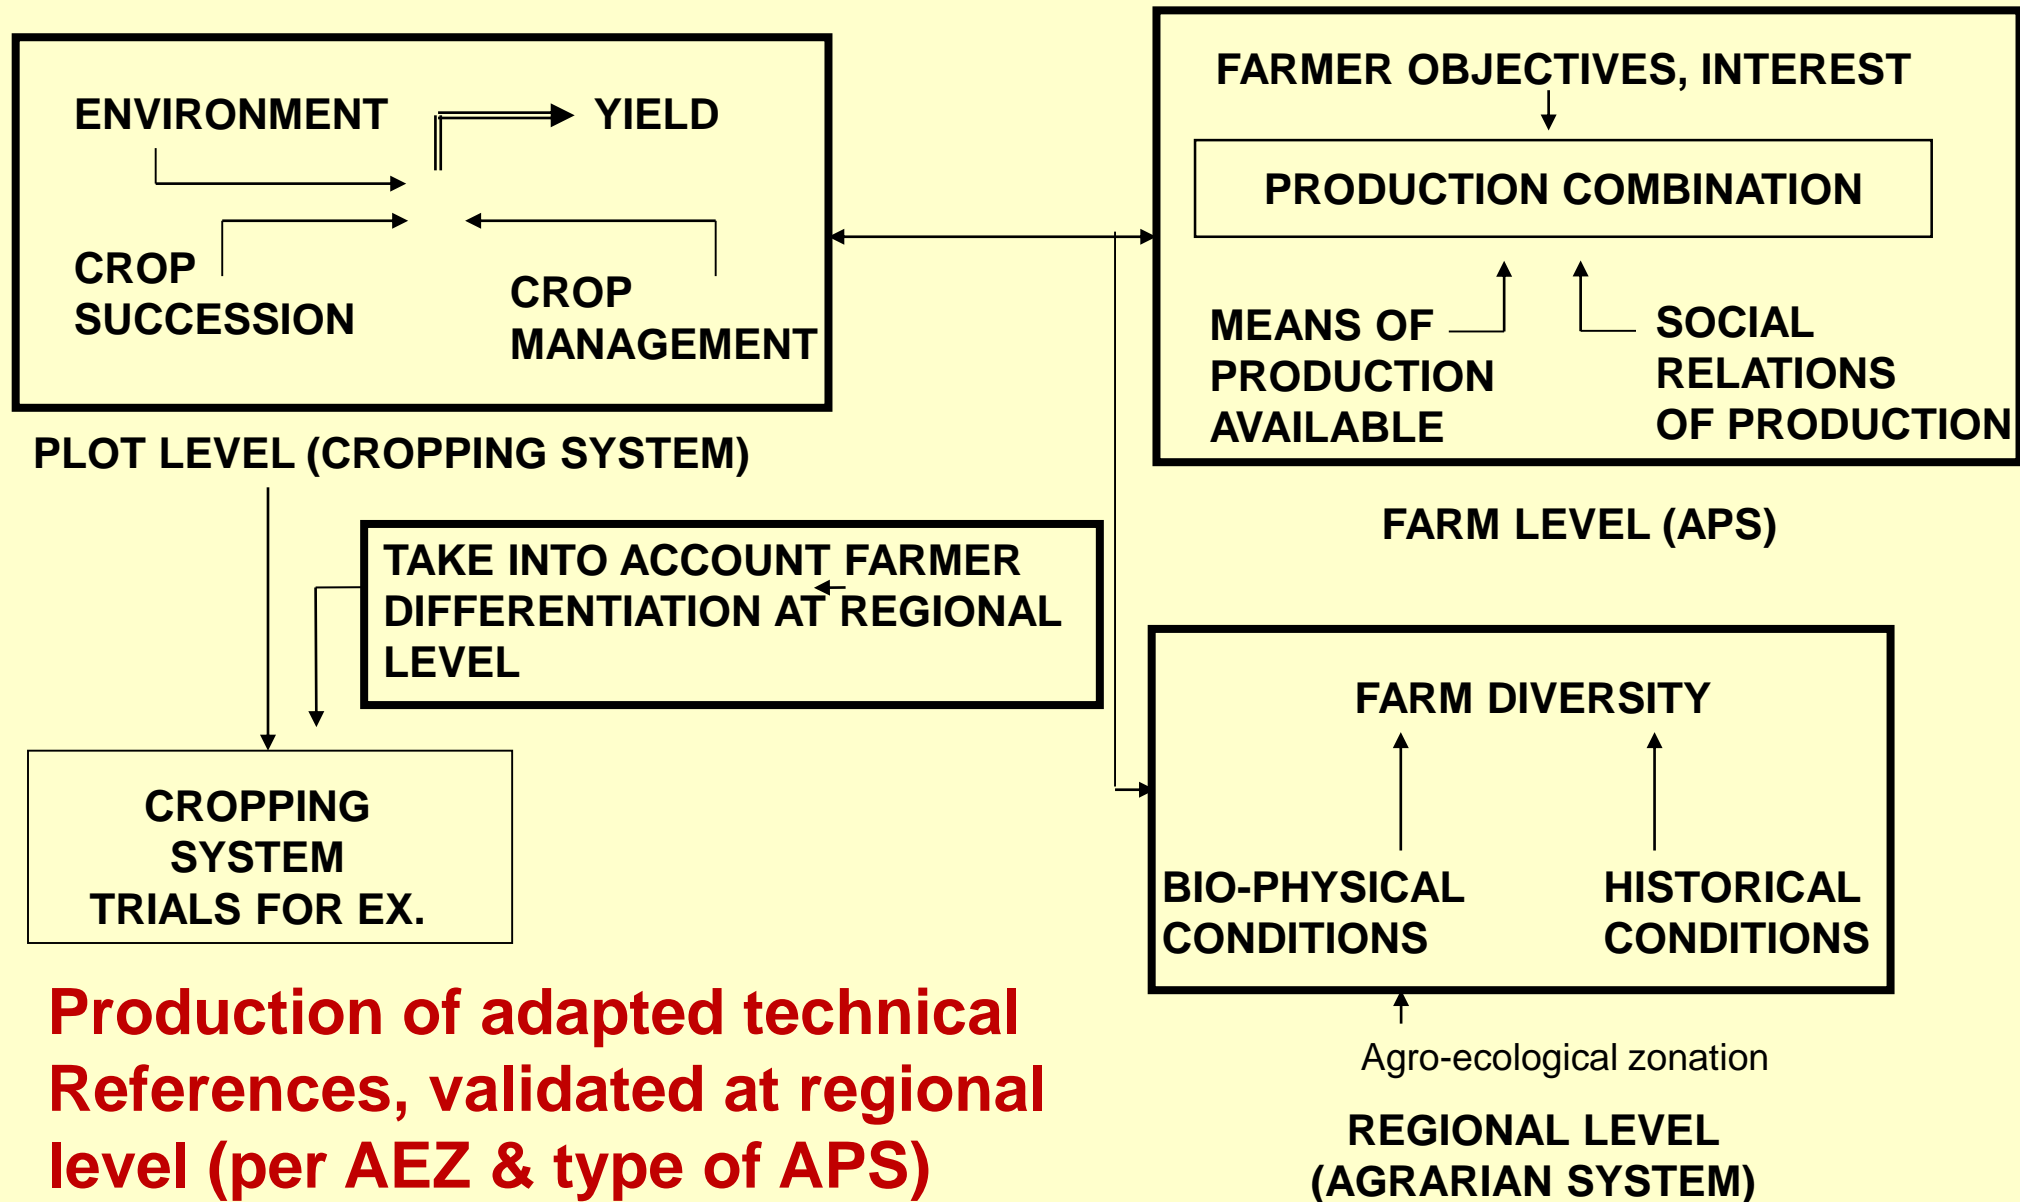 ENVIRONMENT
YIELD
CROP
SUCCESSION
CROP
MANAGEMENT
PLOT LEVEL (CROPPING SYSTEM)
FARMER OBJECTIVES, INTEREST
PRODUCTION COMBINATION
MEANS OF
PRODUCTION
AVAILABLE
SOCIAL
RELATIONS
OF PRODUCTION
FARM LEVEL (APS)
TAKE INTO ACCOUNT FARMER
DIFFERENTIATION AT REGIONAL
LEVEL
CROPPING
SYSTEM
TRIALS FOR EX.
FARM DIVERSITY
BIO-PHYSICAL
CONDITIONS
HISTORICAL
CONDITIONS
Agro-ecological zonation
REGIONAL LEVEL
(AGRARIAN SYSTEM)
Production of adapted technical
References, validated at regional
level (per AEZ & type of APS)